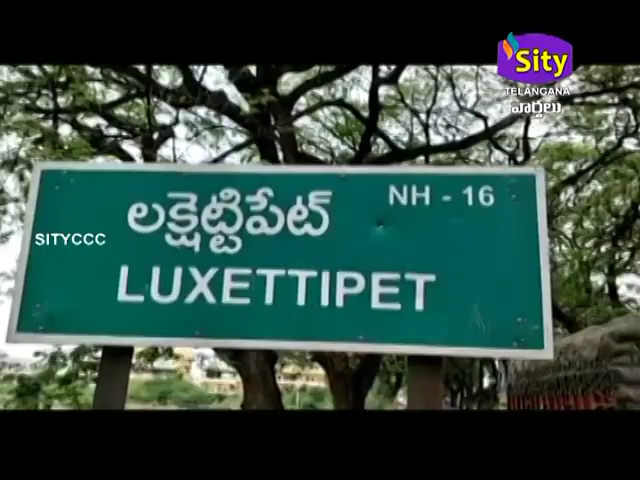 Sity
TELANGANA
వార్తలు
NH - 16
లక్షెట్టిపేట్
SITYCCC
LUXETTIPET